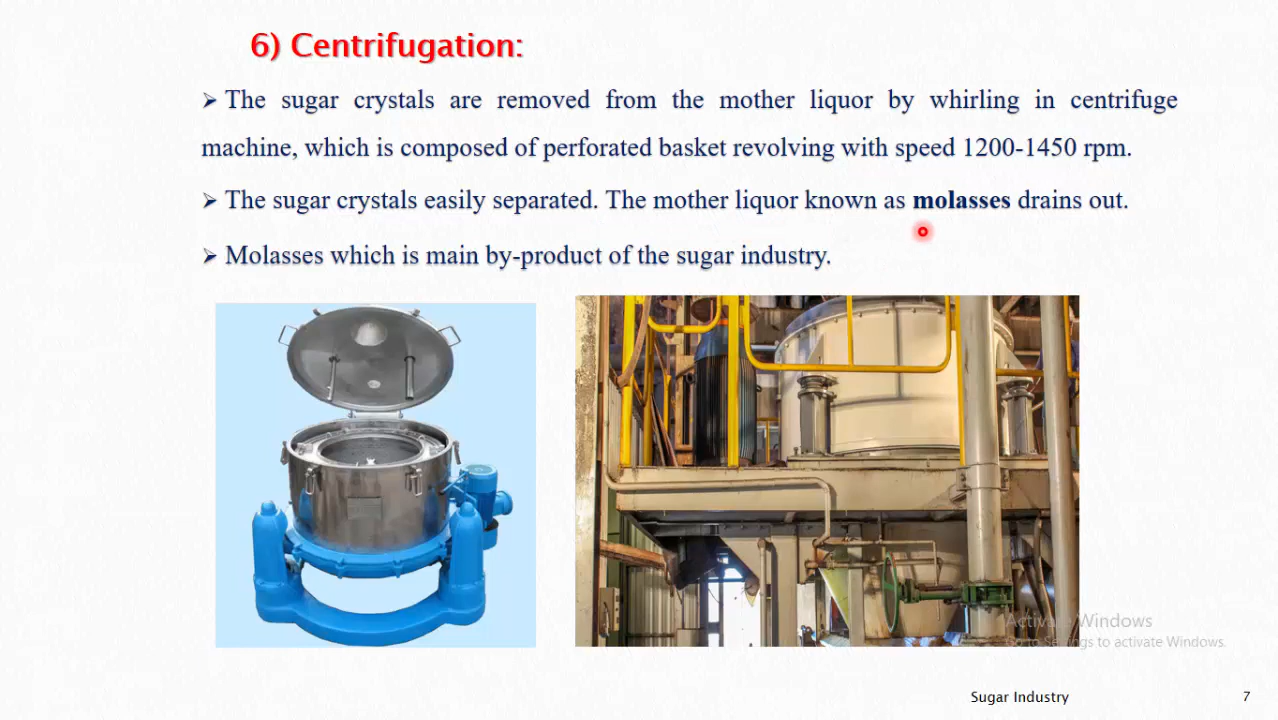 6) Centrifugation:
➢ The sugar crystals are removed from the mother liquor by whirling in centrifuge
machine, which is composed of perforated basket revolving with speed 1200-1450 rpm.
➢ The sugar crystals easily separated. The mother liquor known as molasses drains out.
➢ Molasses which is main by-product of the sugar industry.
Activate Windows
Go to Settings to activate Windows.
Sugar Industry 7